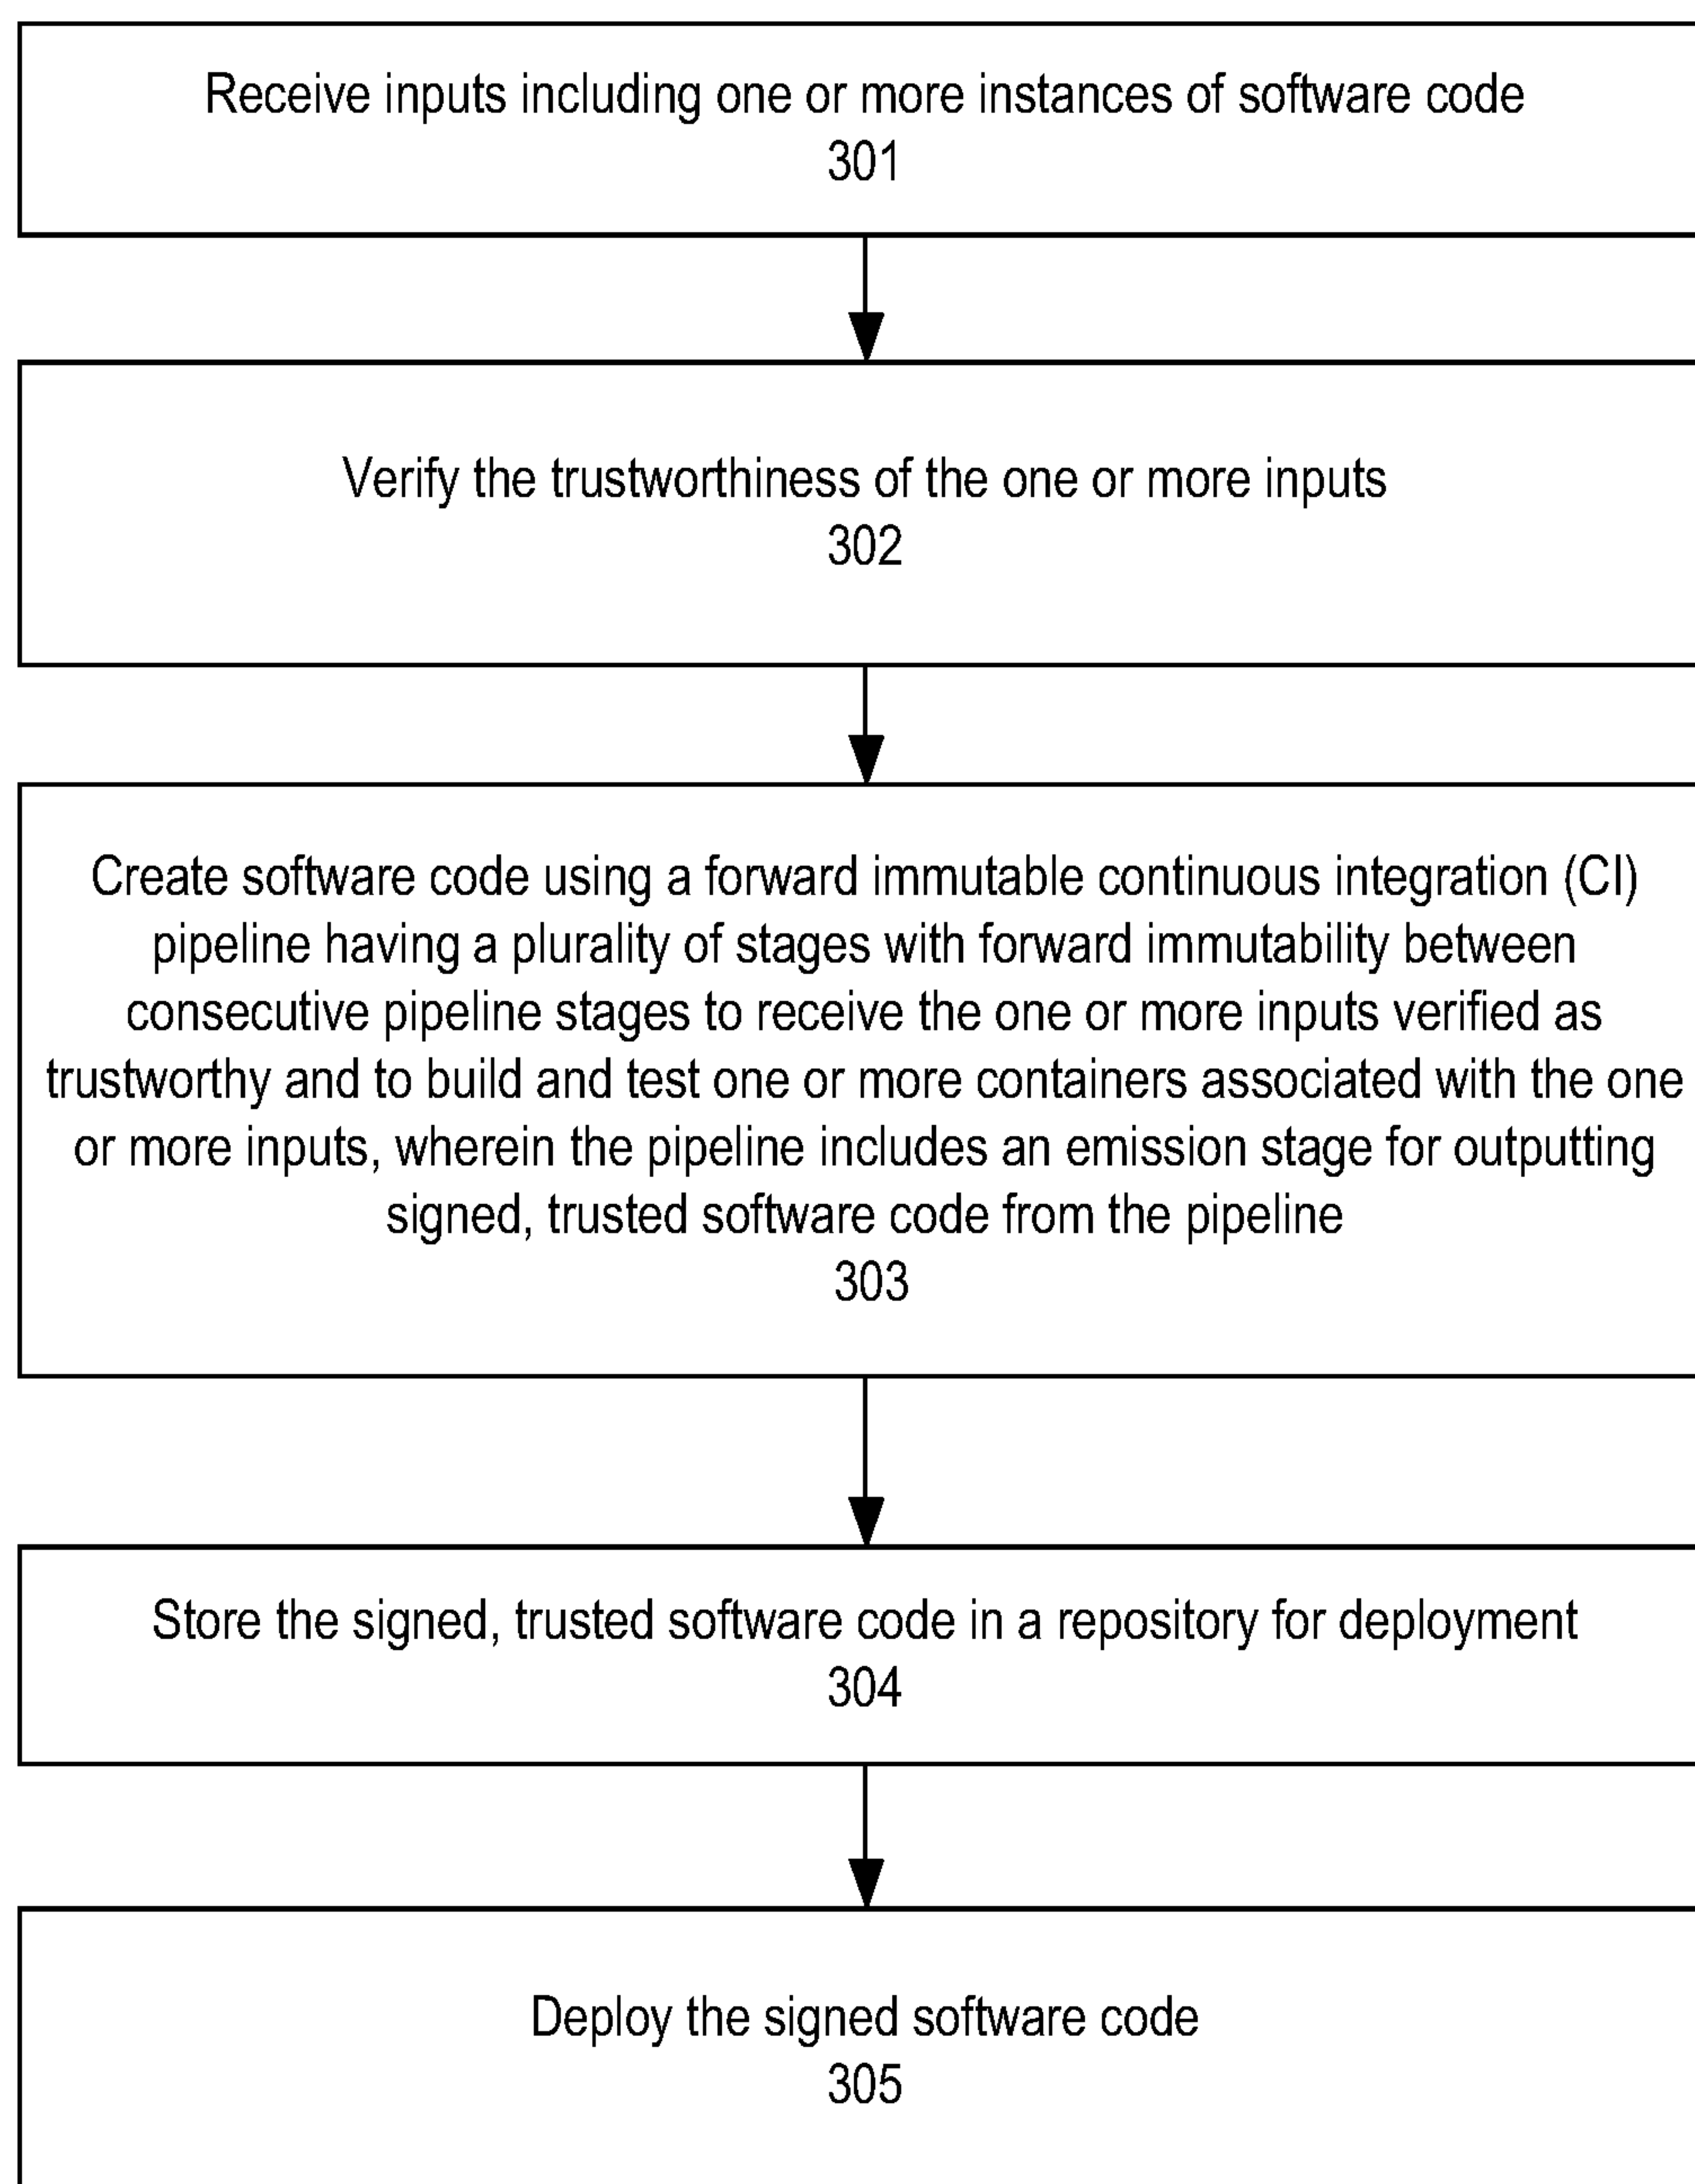 Receive inputs including one or more instances of software code
301
Verify the trustworthiness of the one or more inputs
302
Create software code using a forward immutable continuous integration (CI)
pipeline having a plurality of stages with forward immutability between
consecutive pipeline stages to receive the one or more inputs verified as
trustworthy and to build and test one or more containers associated with the one
or more inputs, wherein the pipeline includes an emission stage for outputting
signed, trusted software code from the pipeline
303
Store the signed, trusted software code in a repository for deployment
304
Deploy the signed software code
305